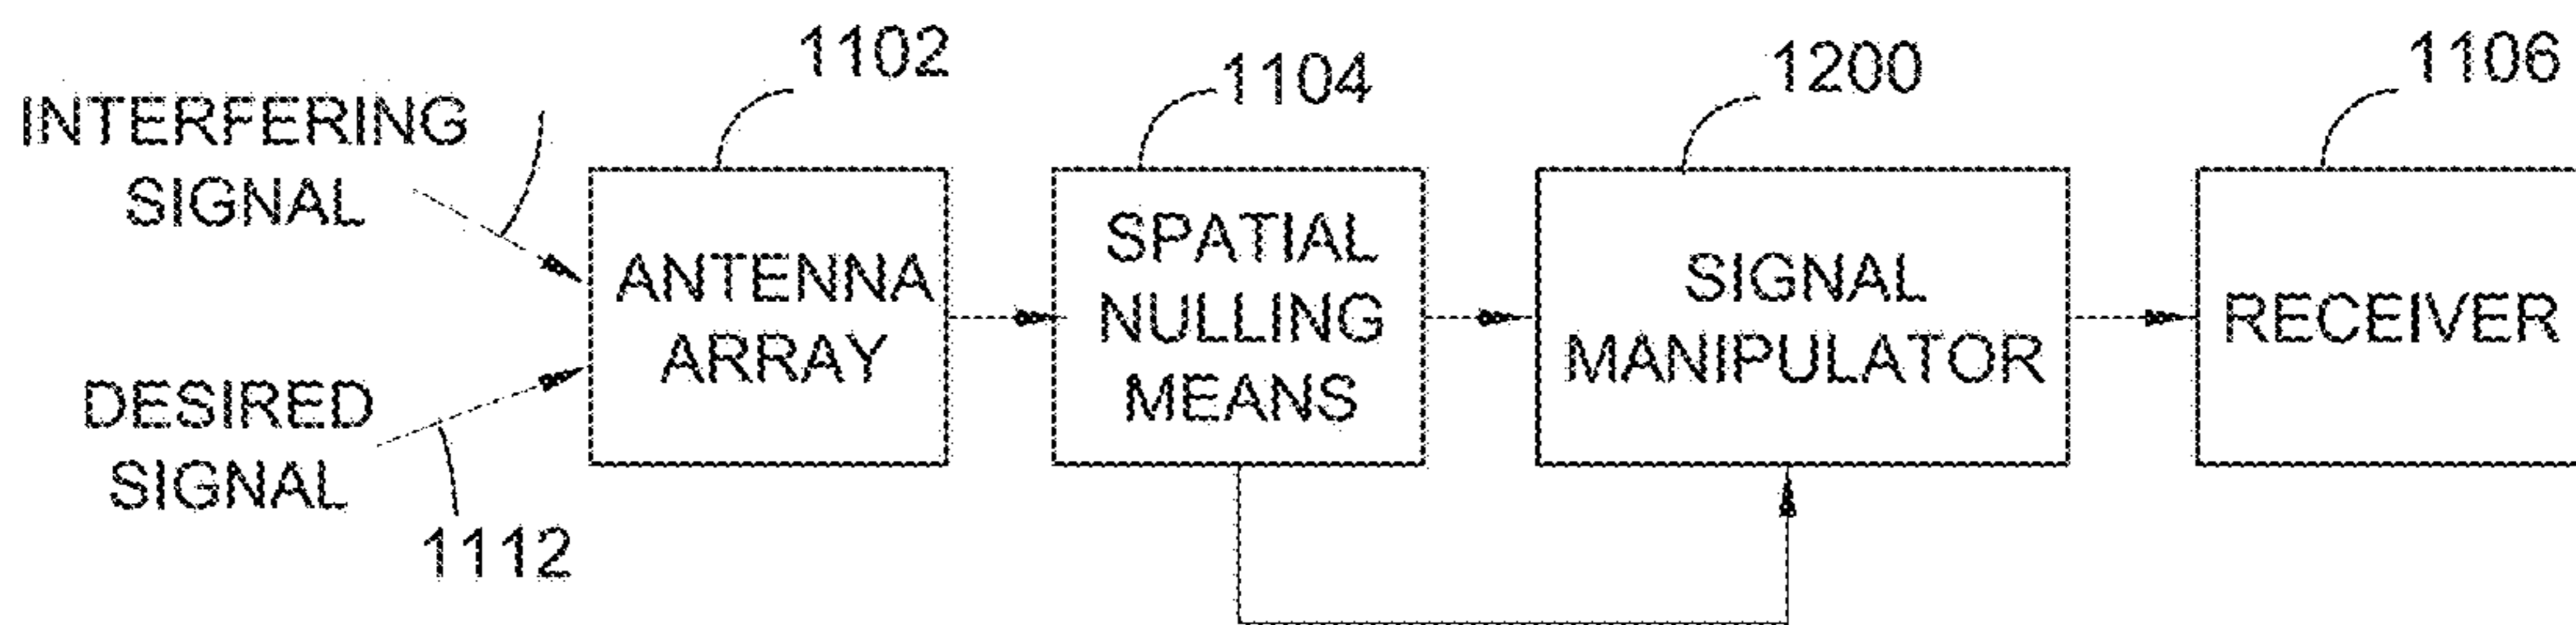 1102
1104
1200
1106
INTERFERING
SIGNAL
DESIRED
SIGNAL
1112
ANTENNA
ARRAY
SPATIAL
NULLING
MEANS
SIGNAL
MANIPULATOR
RECEIVER